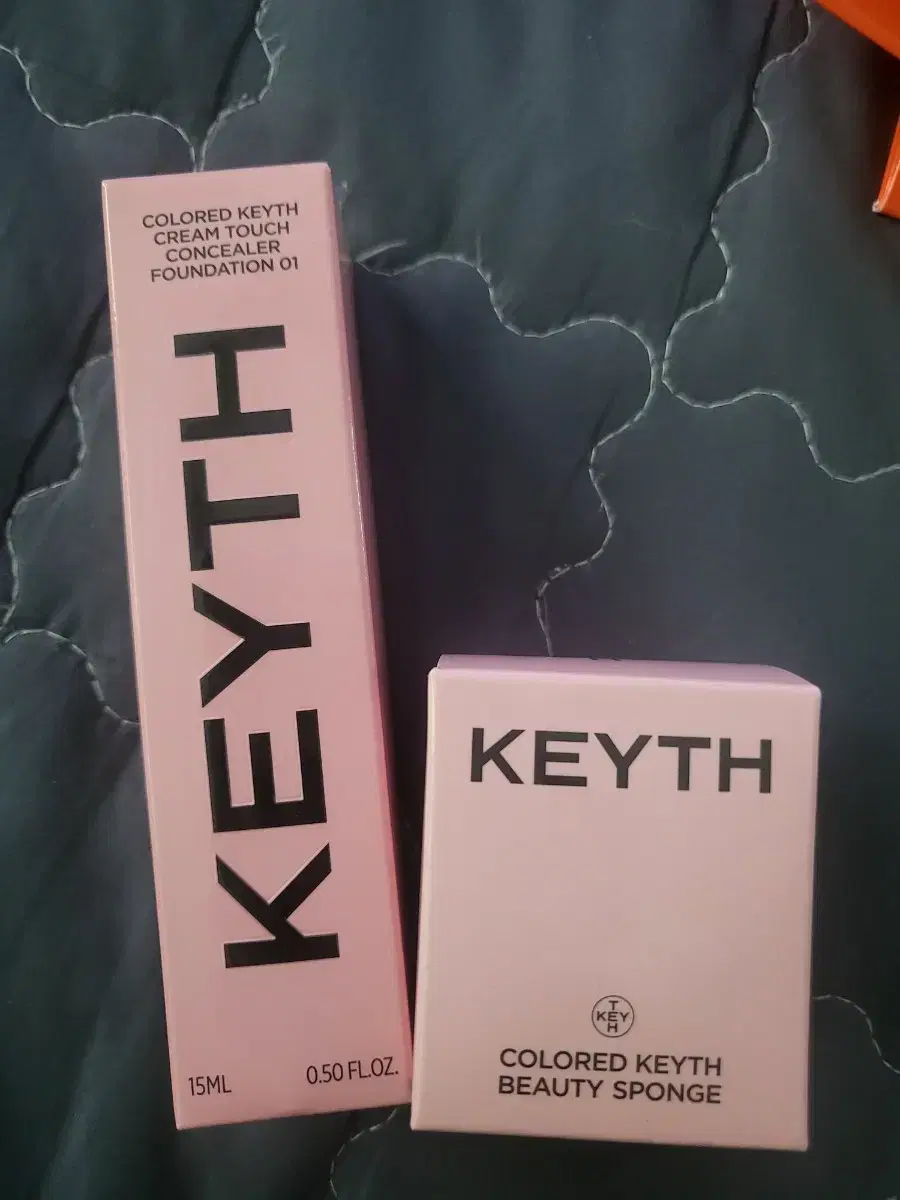 COLORED KEYTH
CREAM TOUCH
CONCEALER
FOUNDATION 01
KEYTH
15ML 0.50 FL.OZ.
KEYTH
T
KEY
H
COLORED KEYTH
BEAUTY SPONGE